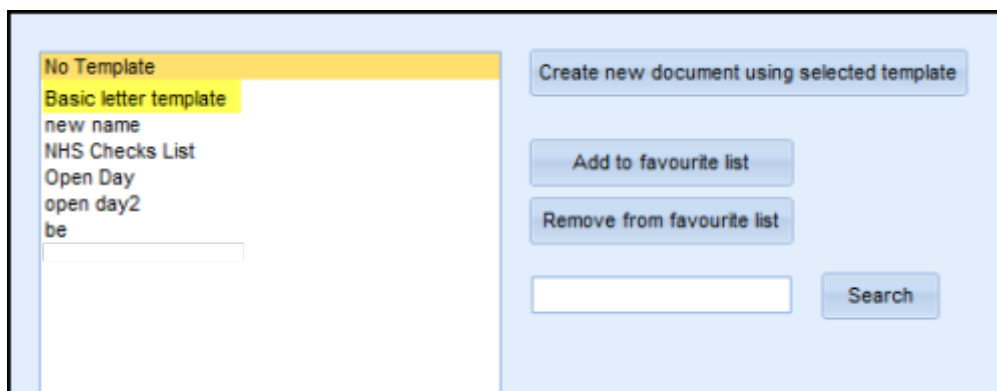 No Template
Basic letter template
new name
NHS Checks List
Open Day
open day2
be
Create new document using selected template
Add to favourite list
Remove from favourite list
Search